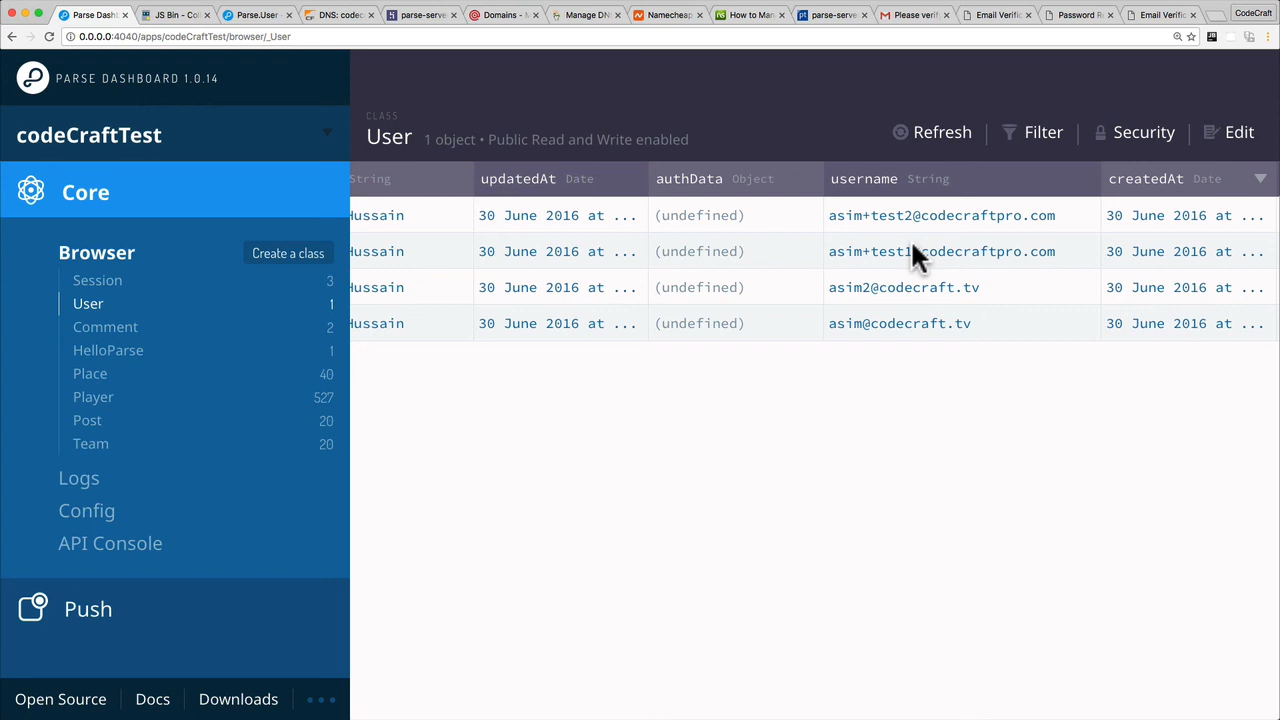 Parse Dashb
JS Bin - Col
Parse.User
DNS: codec
parse-serve
Domains - M
Manage DN
Namecheap
How to Man
parse-serve
Please verif
Email Verific
Password Re
Email Verific
CodeCraft
0.0.0.0:4040/apps/codeCraftTest/browser/_User
PARSE DASHBOARD 1.0.14
codeCraftTest
Core
Browser
Create a class
Session 3
User 1
Comment 2
HelloParse 1
Place 40
Player 527
Post 20
Team 20
Logs
Config
API Console
Push
Open Source
Docs
Downloads
CLASS
User 1 object • Public Read and Write enabled
Refresh
Filter
Security
Edit
String updatedAt Date authData Object username String createdAt Date
Hussain 30 June 2016 at ... (undefined) asim+test2@codecraftpro.com 30 June 2016 at ...
Hussain 30 June 2016 at ... (undefined) asim+test1@codecraftpro.com 30 June 2016 at ...
Hussain 30 June 2016 at ... (undefined) asim2@codecraft.tv 30 June 2016 at ...
Hussain 30 June 2016 at ... (undefined) asim@codecraft.tv 30 June 2016 at ...